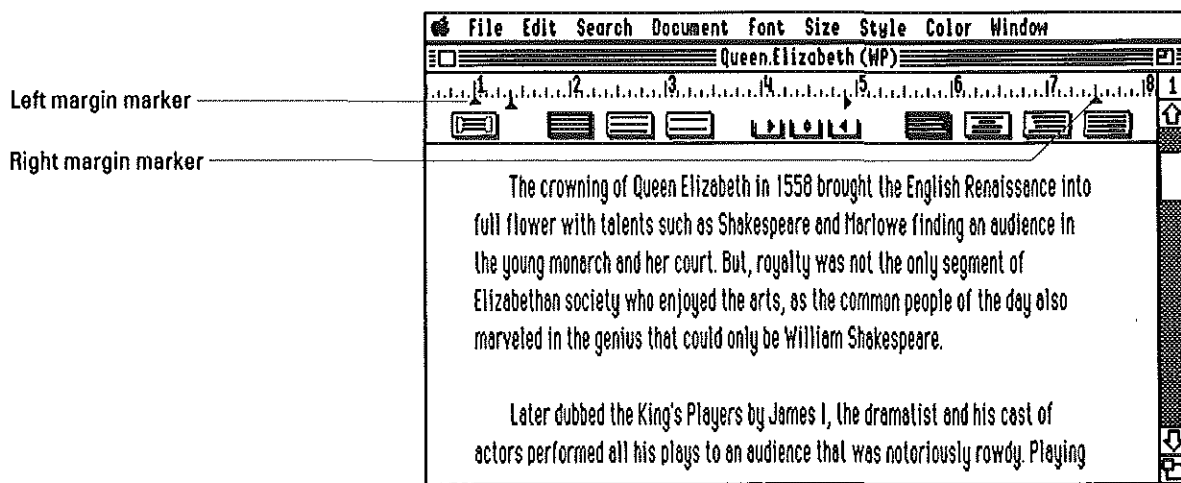 File Edit Search Document Font Size Style Color Window
Queen.Elizabeth (WP)
1 2 3 4 5 6 7 8 1
Left margin marker
Right margin marker
The crowning of Queen Elizabeth in 1558 brought the English Renaissance into
full flower with talents such as Shakespeare and Marlowe finding an audience in
the young monarch and her court. But, royalty was not the only segment of
Elizabethan society who enjoyed the arts, as the common people of the day also
marveled in the genius that could only be William Shakespeare.
Later dubbed the King's Players by James I, the dramatist and his cast of
actors performed all his plays to an audience that was notoriously rowdy. Playing